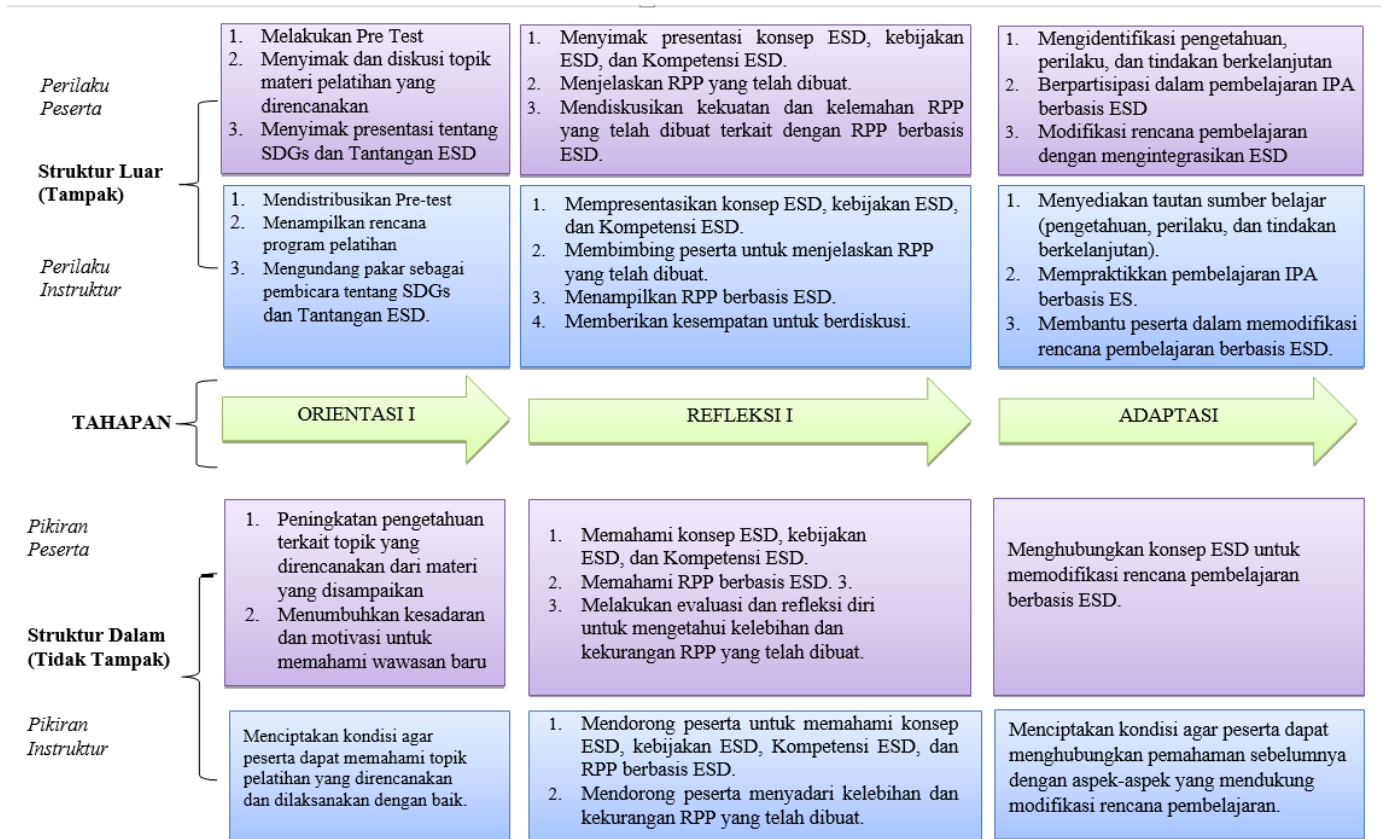 Perilaku
Peserta
1. Melakukan Pre Test
2. Menyimak dan diskusi topik
materi pelatihan yang
direncanakan
3. Menyimak presentasi tentang
SDGs dan Tantangan ESD
1. Menyimak presentasi konsep ESD, kebijakan
ESD, dan Kompetensi ESD.
2. Menjelaskan RPP yang telah dibuat.
3. Mendiskusikan kekuatan dan kelemahan RPP
yang telah dibuat terkait dengan RPP berbasis
ESD.
1. Mengidentifikasi pengetahuan,
perilaku, dan tindakan berkelanjutan
2. Berpartisipasi dalam pembelajaran IPA
berbasis ESD
3. Modifikasi rencana pembelajaran
dengan mengintegrasikan ESD
Struktur Luar
(Tampak)
Perilaku
Instruktur
1. Mendistribusikan Pre-test
2. Menampilkan rencana
program pelatihan
3. Mengundang pakar sebagai
pembicara tentang SDGs
dan Tantangan ESD.
1. Mempresentasikan konsep ESD, kebijakan ESD,
dan Kompetensi ESD.
2. Membimbing peserta untuk menjelaskan RPP
yang telah dibuat.
3. Menampilkan RPP berbasis ESD.
4. Memberikan kesempatan untuk berdiskusi.
1. Menyediakan tautan sumber belajar
(pengetahuan, perilaku, dan tindakan
berkelanjutan).
2. Mempraktikkan pembelajaran IPA
berbasis ES.
3. Membantu peserta dalam memodifikasi
rencana pembelajaran berbasis ESD.
TAHAPAN
ORIENTASI I
REFLEKSI I
ADAPTASI
Pikiran
Peserta
1. Peningkatan pengetahuan
terkait topik yang
direncanakan dari materi
yang disampaikan
2. Menumbuhkan kesadaran
dan motivasi untuk
memahami wawasan baru
1. Memahami konsep ESD, kebijakan
ESD, dan Kompetensi ESD.
2. Memahami RPP berbasis ESD. 3.
3. Melakukan evaluasi dan refleksi diri
untuk mengetahui kelebihan dan
kekurangan RPP yang telah dibuat.
Menghubungkan konsep ESD untuk
memodifikasi rencana pembelajaran
berbasis ESD.
Struktur Dalam
(Tidak Tampak)
Pikiran
Instruktur
Menciptakan kondisi agar
peserta dapat memahami topik
pelatihan yang direncanakan
dan dilaksanakan dengan baik.
1. Mendorong peserta untuk memahami konsep
ESD, kebijakan ESD, Kompetensi ESD, dan
RPP berbasis ESD.
2. Mendorong peserta menyadari kelebihan dan
kekurangan RPP yang telah dibuat.
Menciptakan kondisi agar peserta dapat
menghubungkan pemahaman sebelumnya
dengan aspek-aspek yang mendukung
modifikasi rencana pembelajaran.